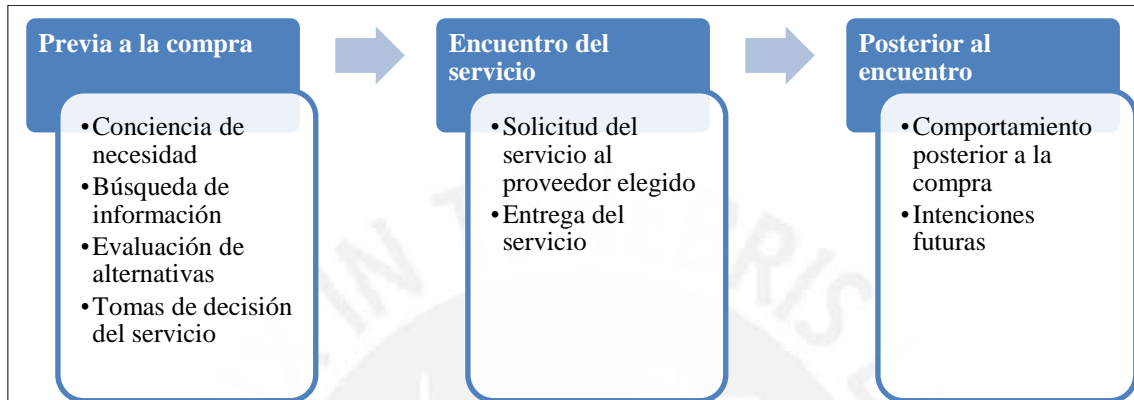 Previa a la compra
•Conciencia de
necesidad
•Búsqueda de
información
•Evaluación de
alternativas
•Tomas de decisión
del servicio
Encuentro del
servicio
•Solicitud del
servicio al
proveedor elegido
•Entrega del
servicio
Posterior al
encuentro
•Comportamiento
posterior a la
compra
•Intenciones
futuras